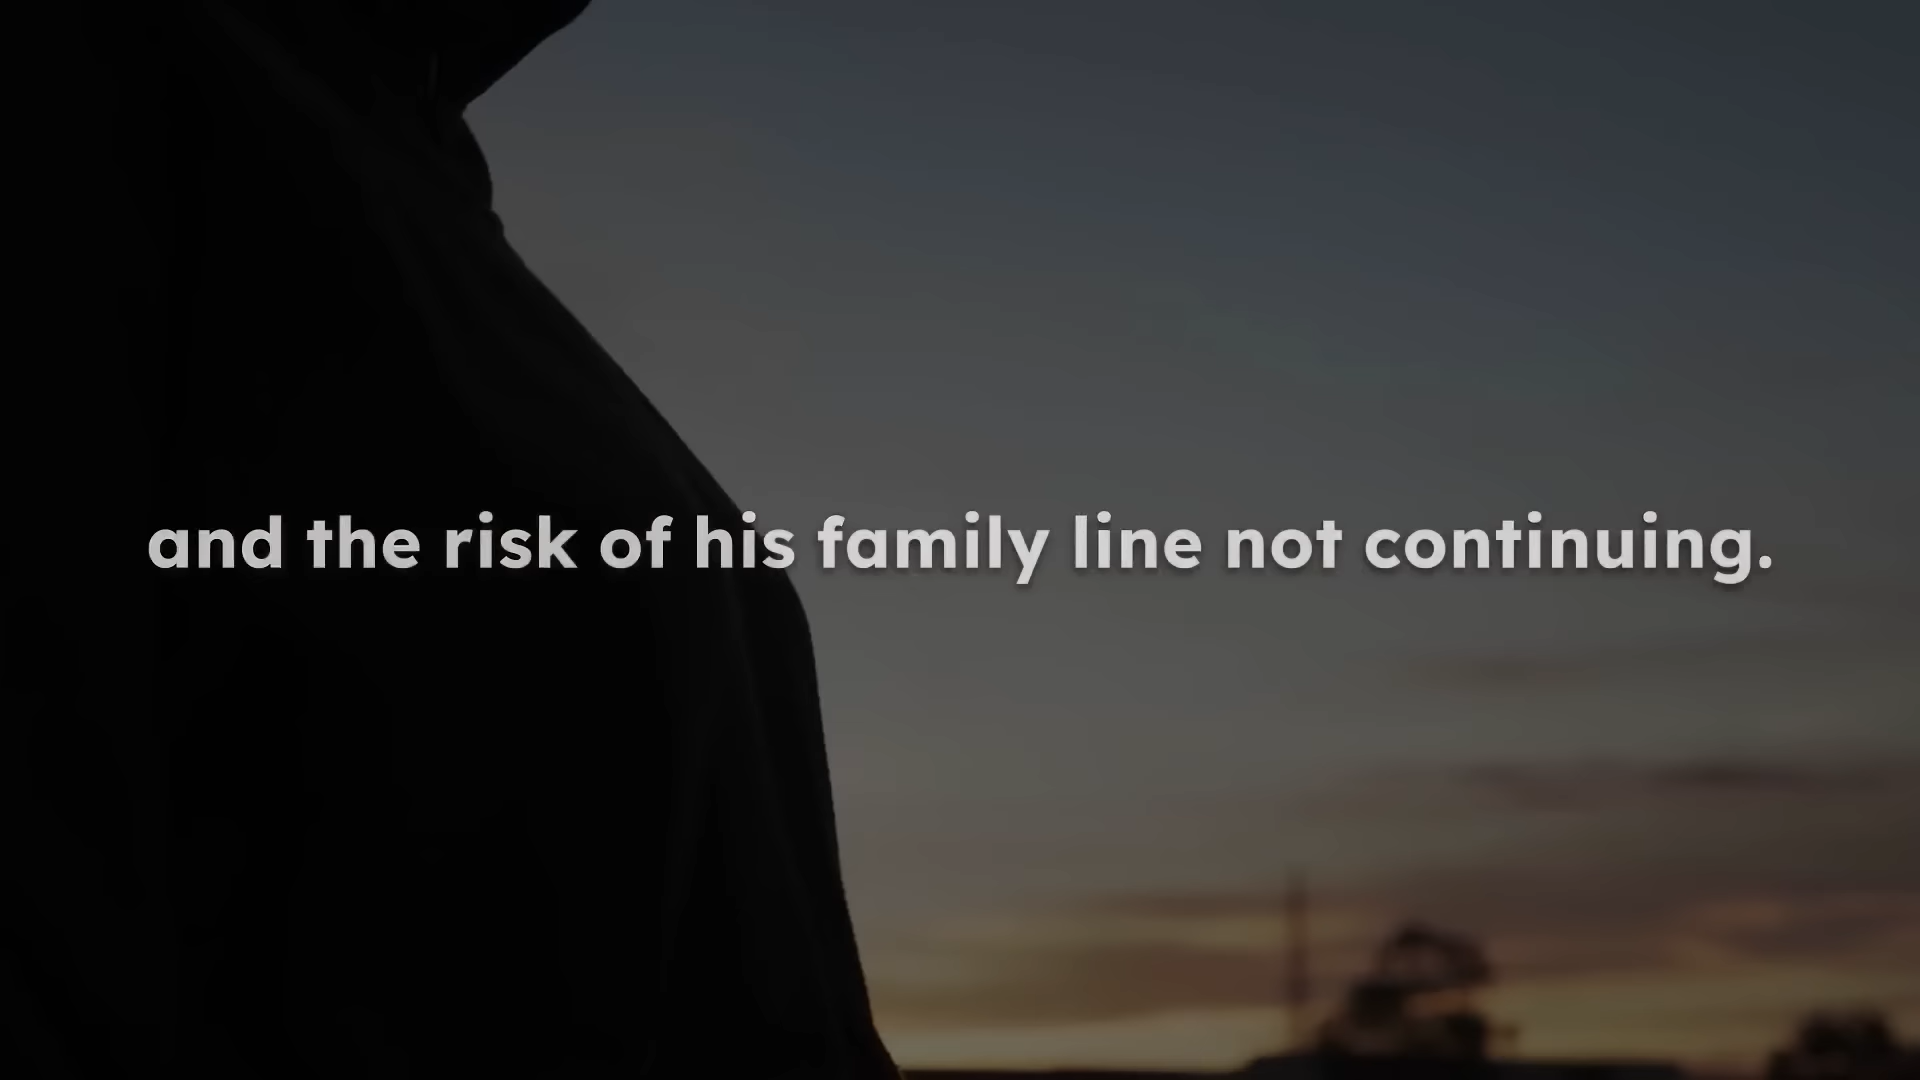 and the risk of his family line not continuing.